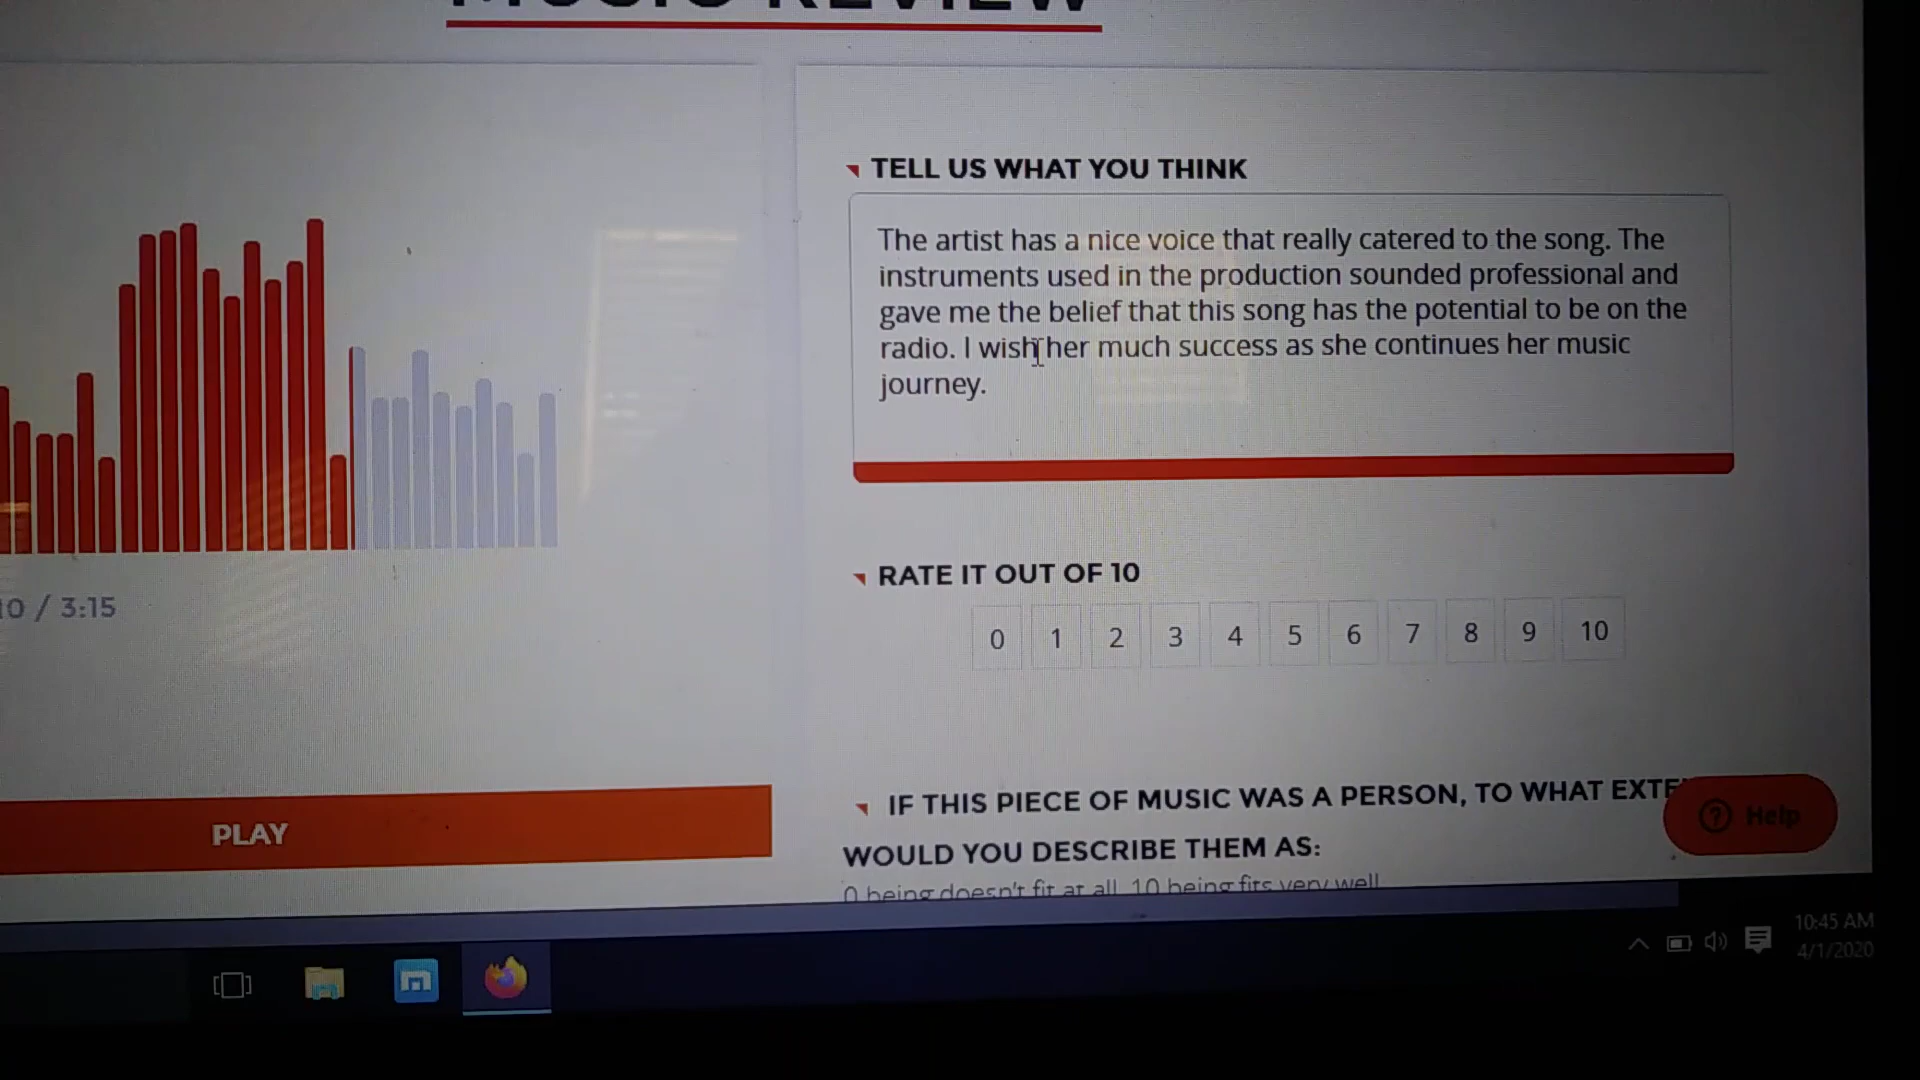 MUSIC REVIEW
TELL US WHAT YOU THINK
The artist has a nice voice that really catered to the song. The
instruments used in the production sounded professional and
gave me the belief that this song has the potential to be on the
radio. I wish her much success as she continues her music
journey.
RATE IT OUT OF 10
0 1 2 3 4 5 6 7 8 9 10
10 / 3:15
PLAY
IF THIS PIECE OF MUSIC WAS A PERSON, TO WHAT EXTE
WOULD YOU DESCRIBE THEM AS:
0 being doesn't fit at all, 10 being fits very well
Help
10:45 AM
4/1/2020